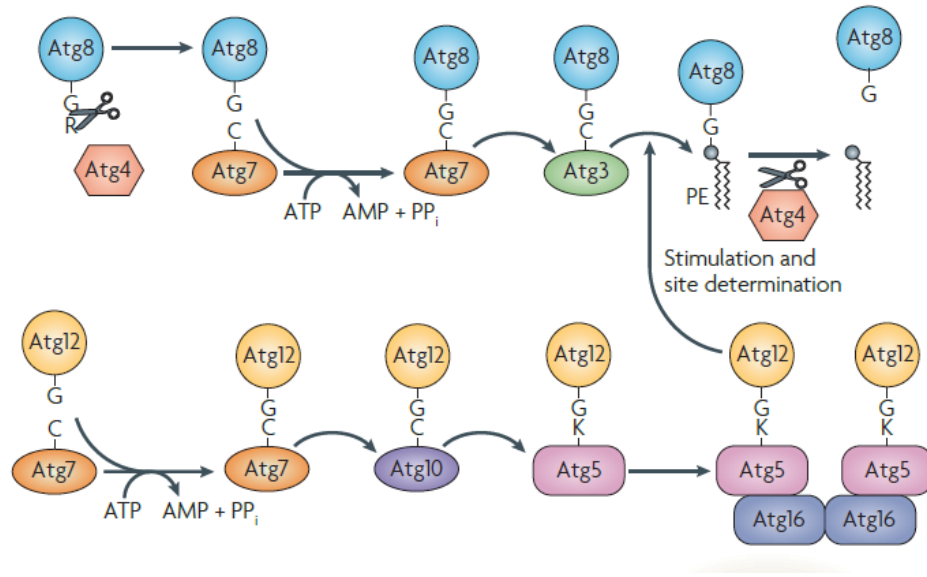 Atg8
G
R
Atg4
Atg8
G
C
Atg7
ATP
AMP + PPi
Atg8
G
C
Atg7
Atg8
G
C
Atg3
Atg8
G
PE
Atg4
Atg8
G
Stimulation and
site determination
Atg12
G
C
Atg7
ATP
AMP + PPi
Atg12
G
C
Atg7
Atg12
G
C
Atg10
Atg12
G
K
Atg5
Atg12
G
K
Atg5
Atg16
Atg12
G
K
Atg5
Atg16